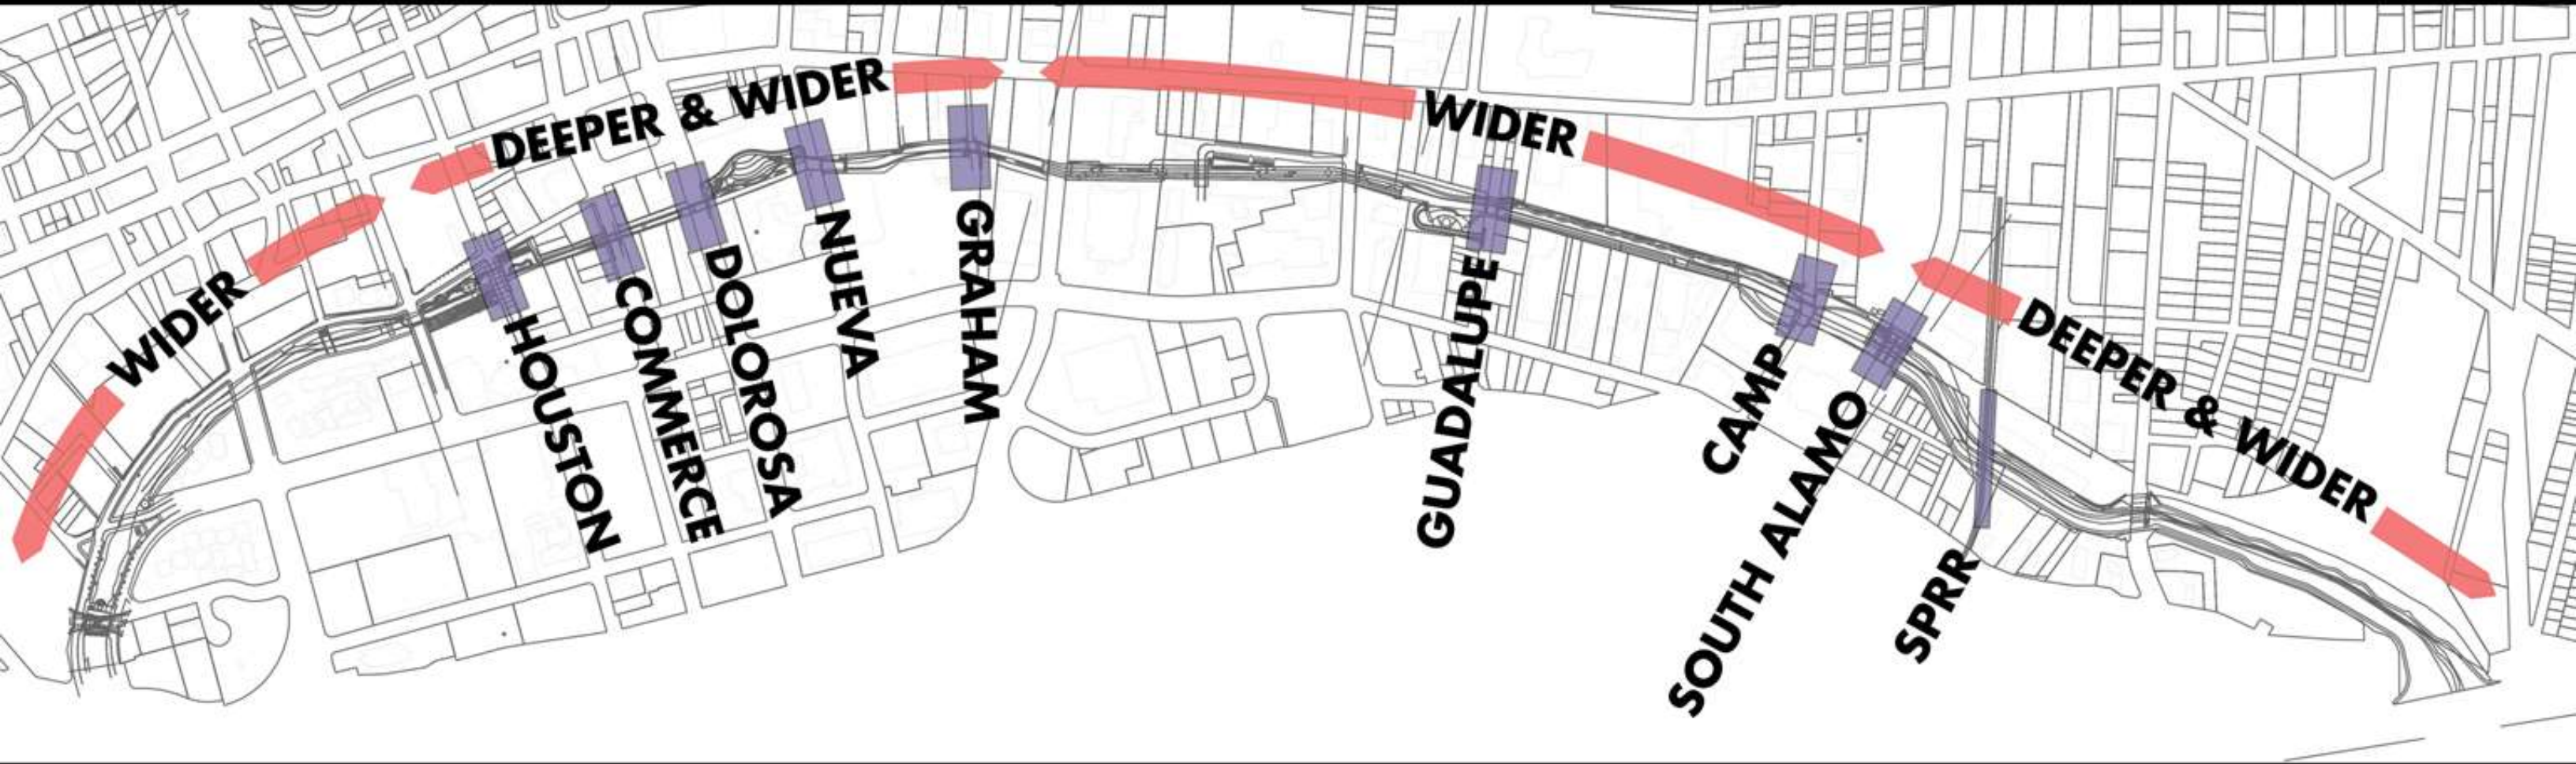 WIDER
DEEPER & WIDER
WIDER
DEEPER & WIDER
HOUSTON
COMMERCE
DOLOROSA
NUEVA
GRAHAM
GUADALUPE
CAMP
SOUTH ALAMO
SPRR